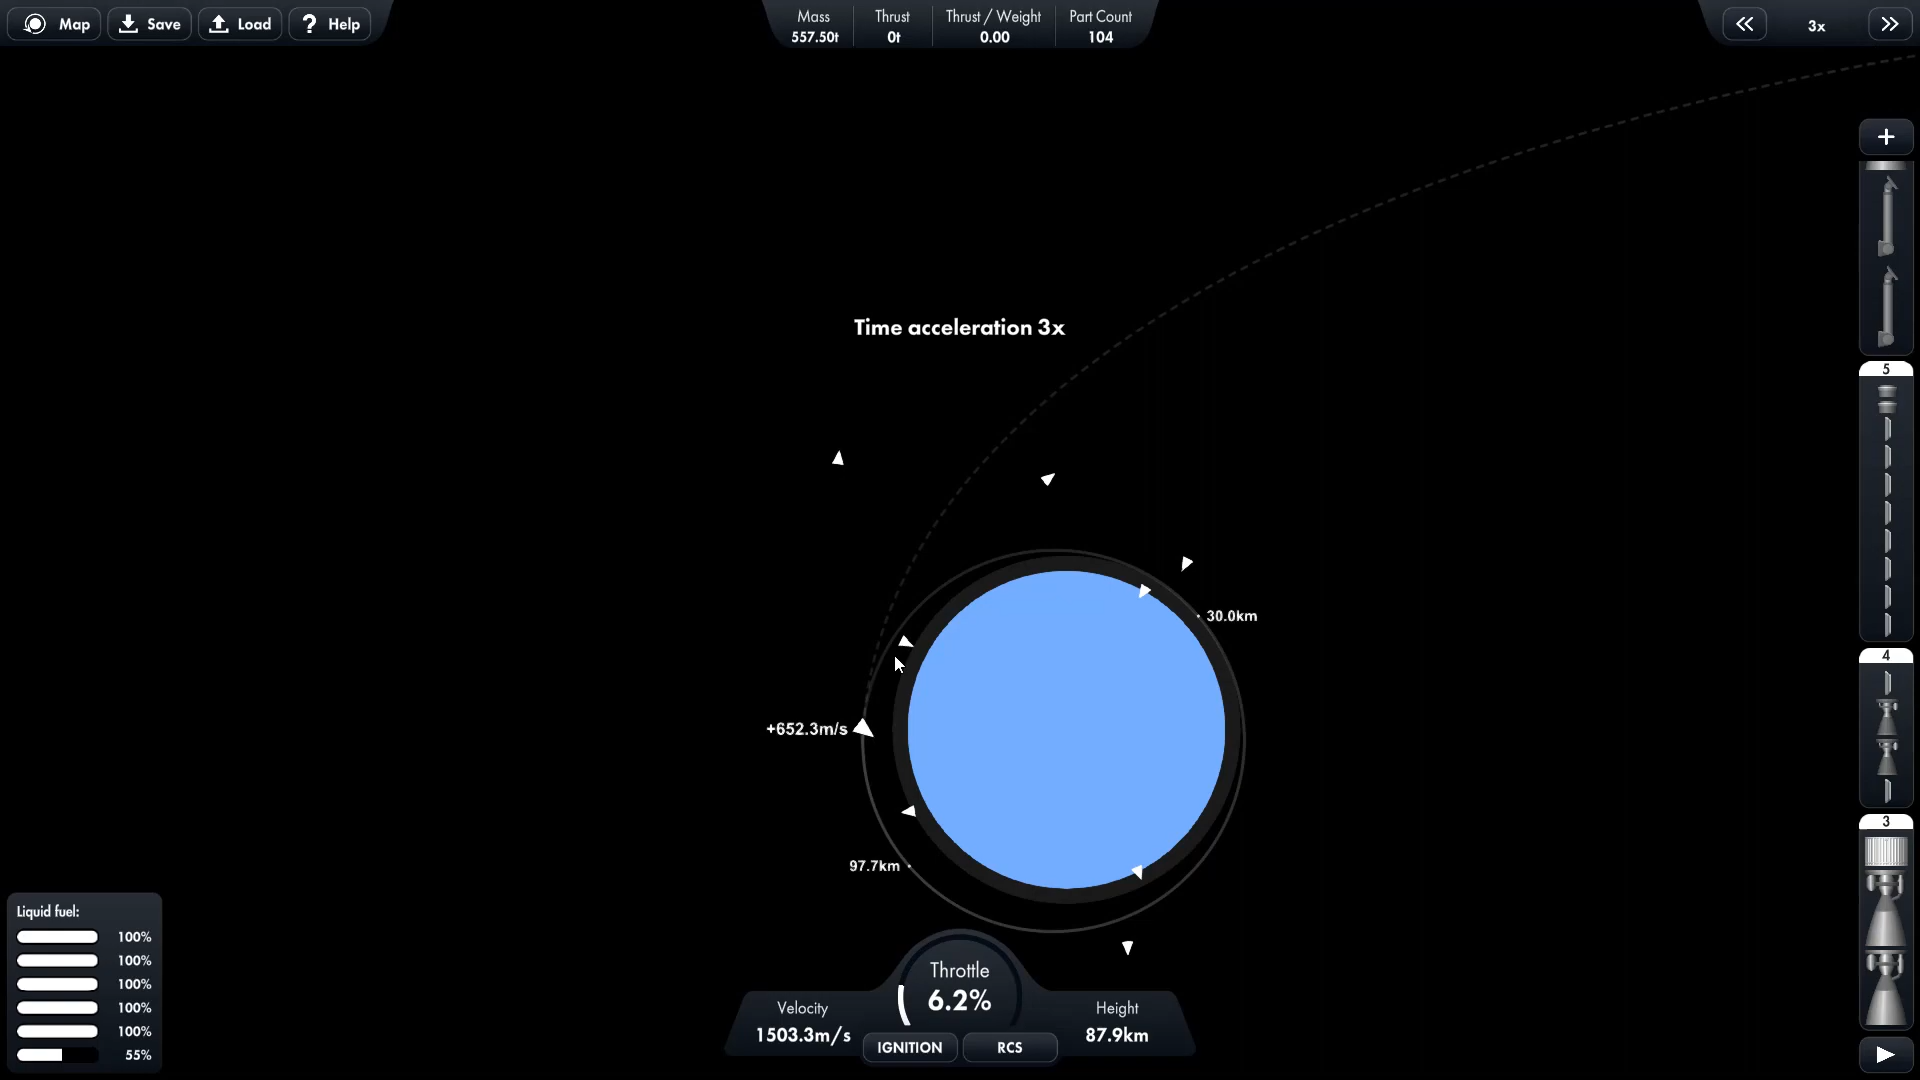 Map Save Load Help
Mass Thrust Thrust / Weight Part Count
557.50t 0t 0.00 104
3x
Time acceleration 3x
5
30.0km
4
+652.3m/s
3
97.7km
Liquid fuel:
100%
100%
100%
100%
100%
55%
Throttle
6.2%
Velocity
1503.3m/s
Height
87.9km
IGNITION RCS